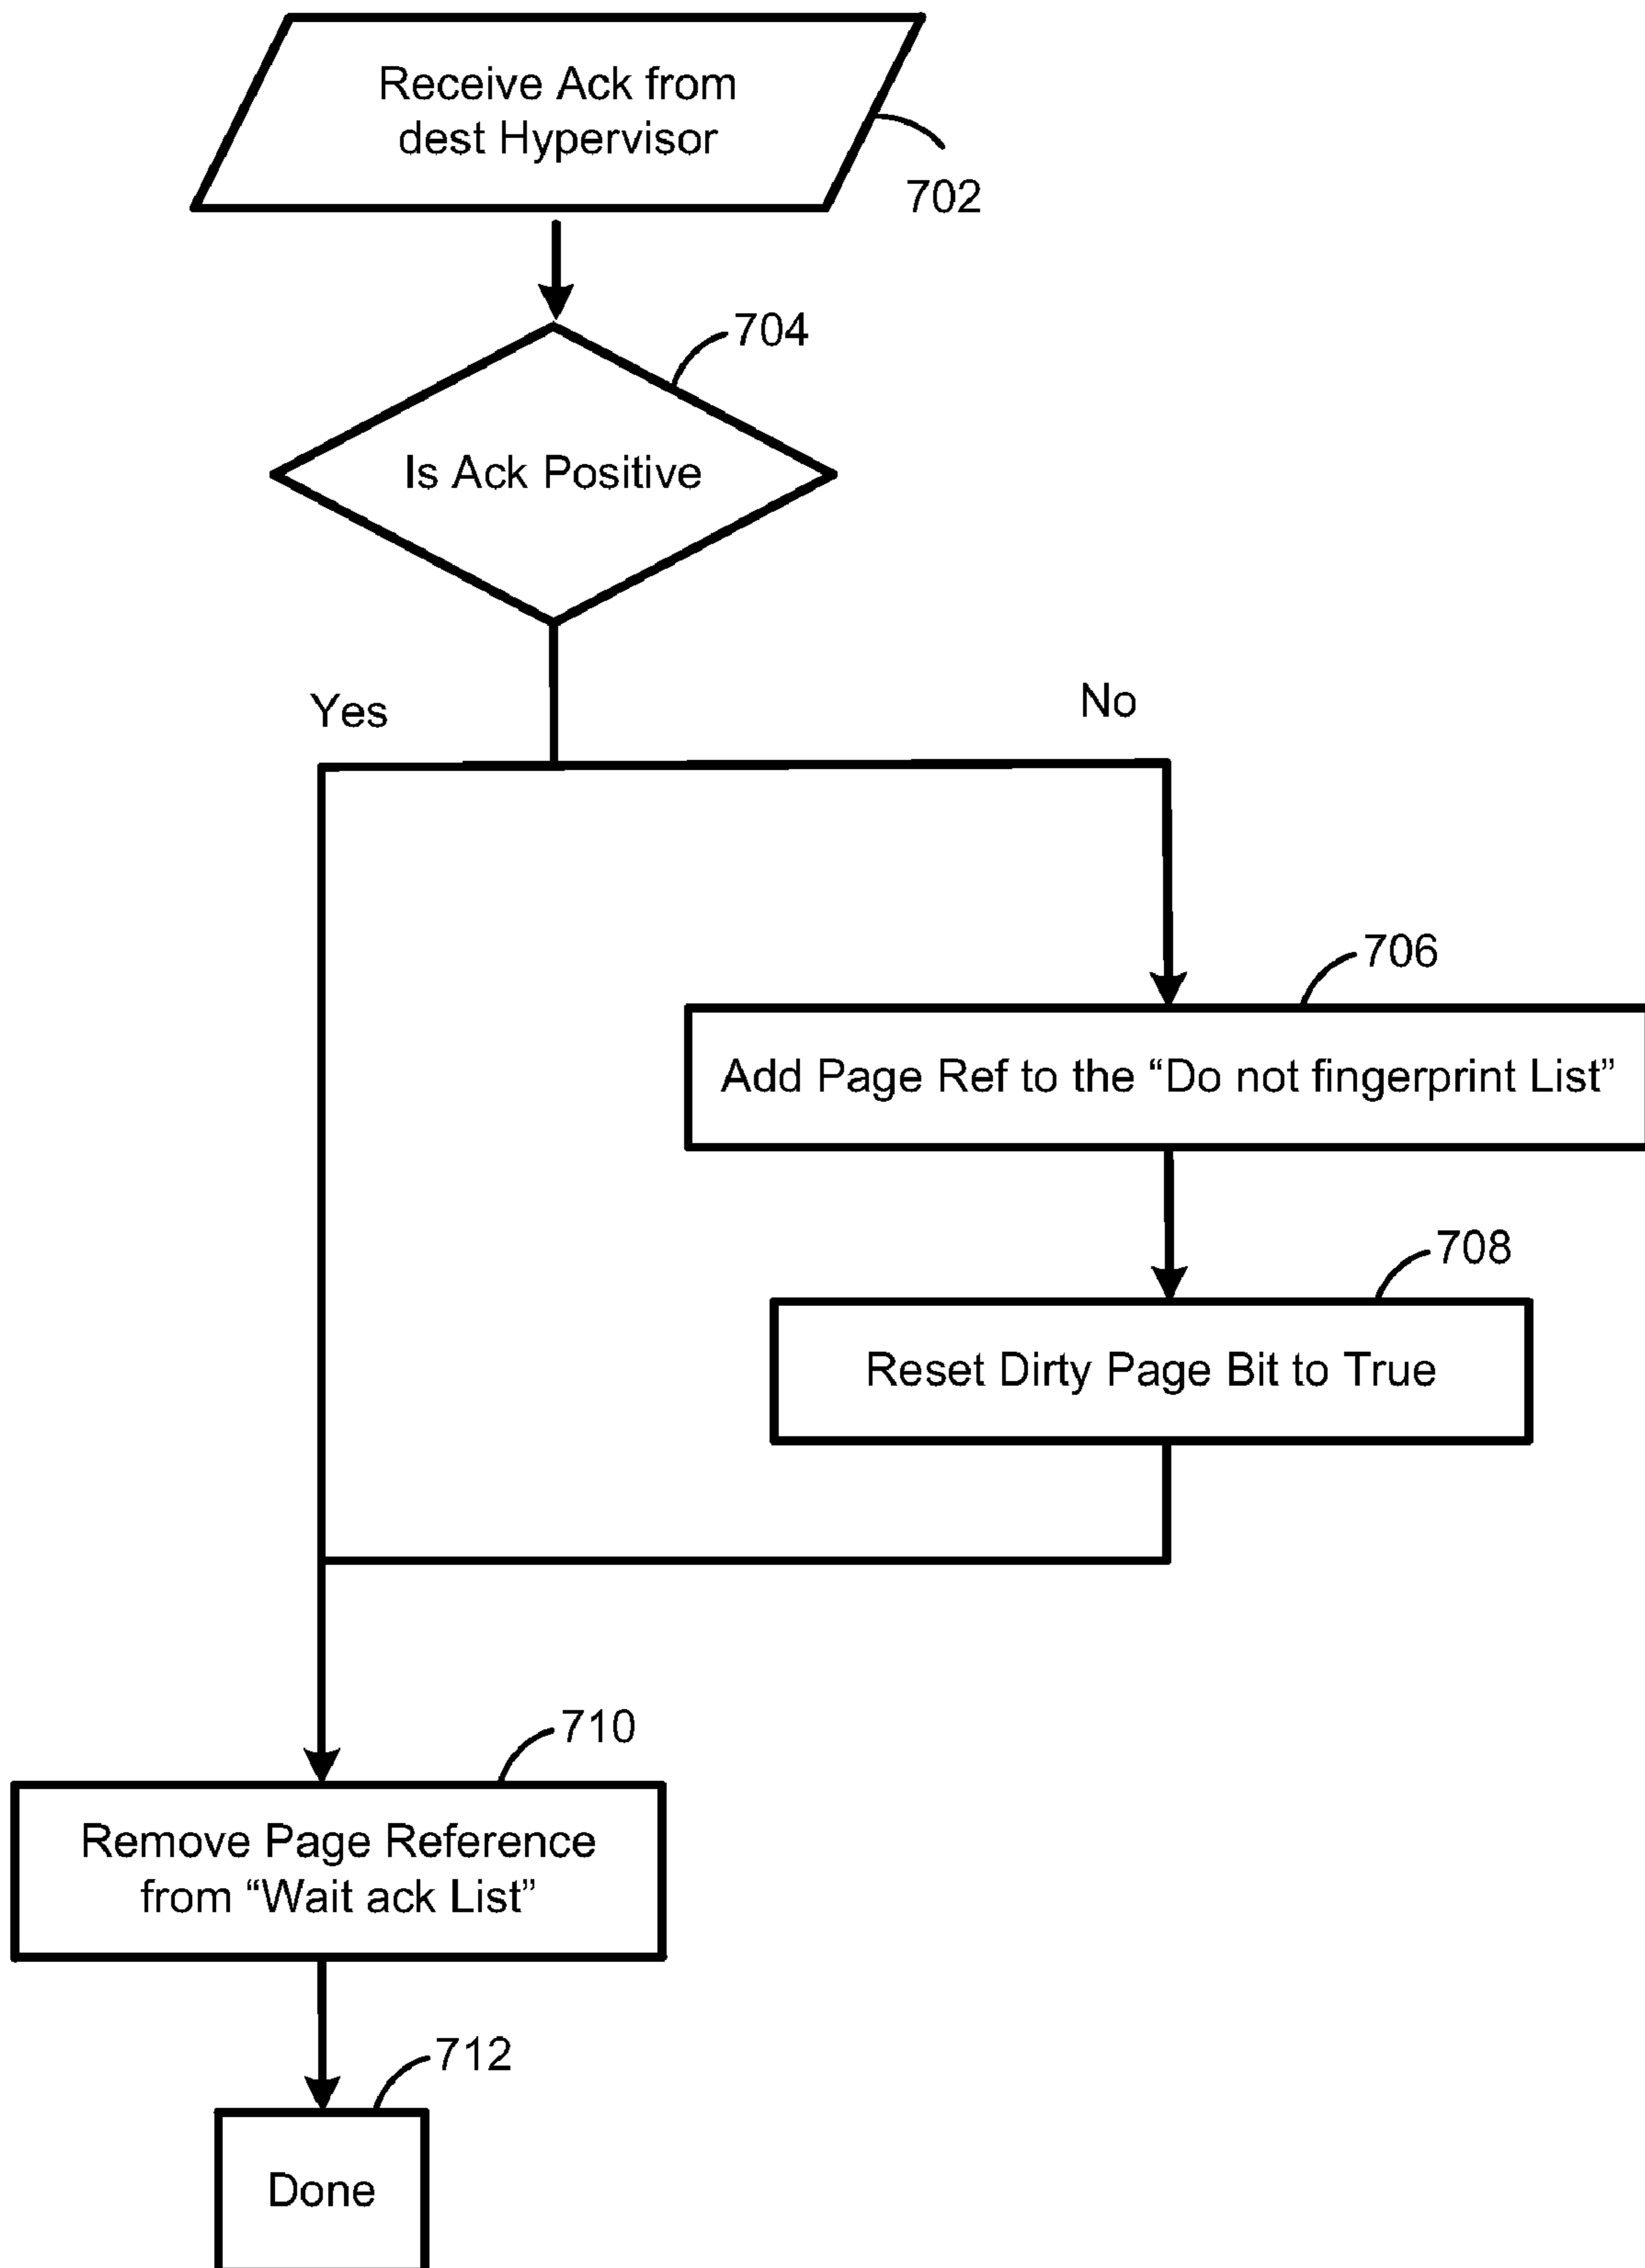 Receive Ack from
dest Hypervisor
702
704
Is Ack Positive
Yes
No
706
Add Page Ref to the “Do not fingerprint List”
708
Reset Dirty Page Bit to True
710
Remove Page Reference
from “Wait ack List”
712
Done